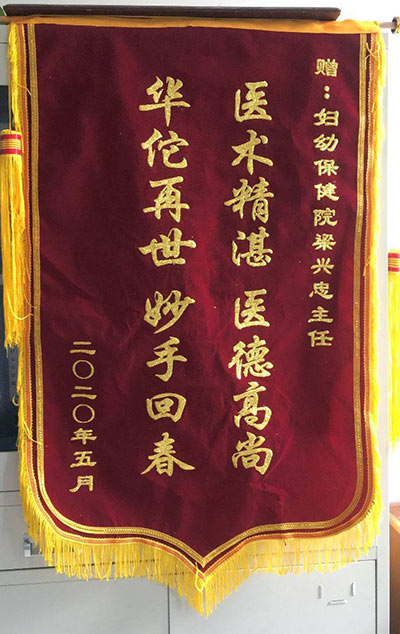 赠：妇幼保健院梁兴忠主任
医术精湛 医德高尚
华佗再世 妙手回春
二〇二〇年五月